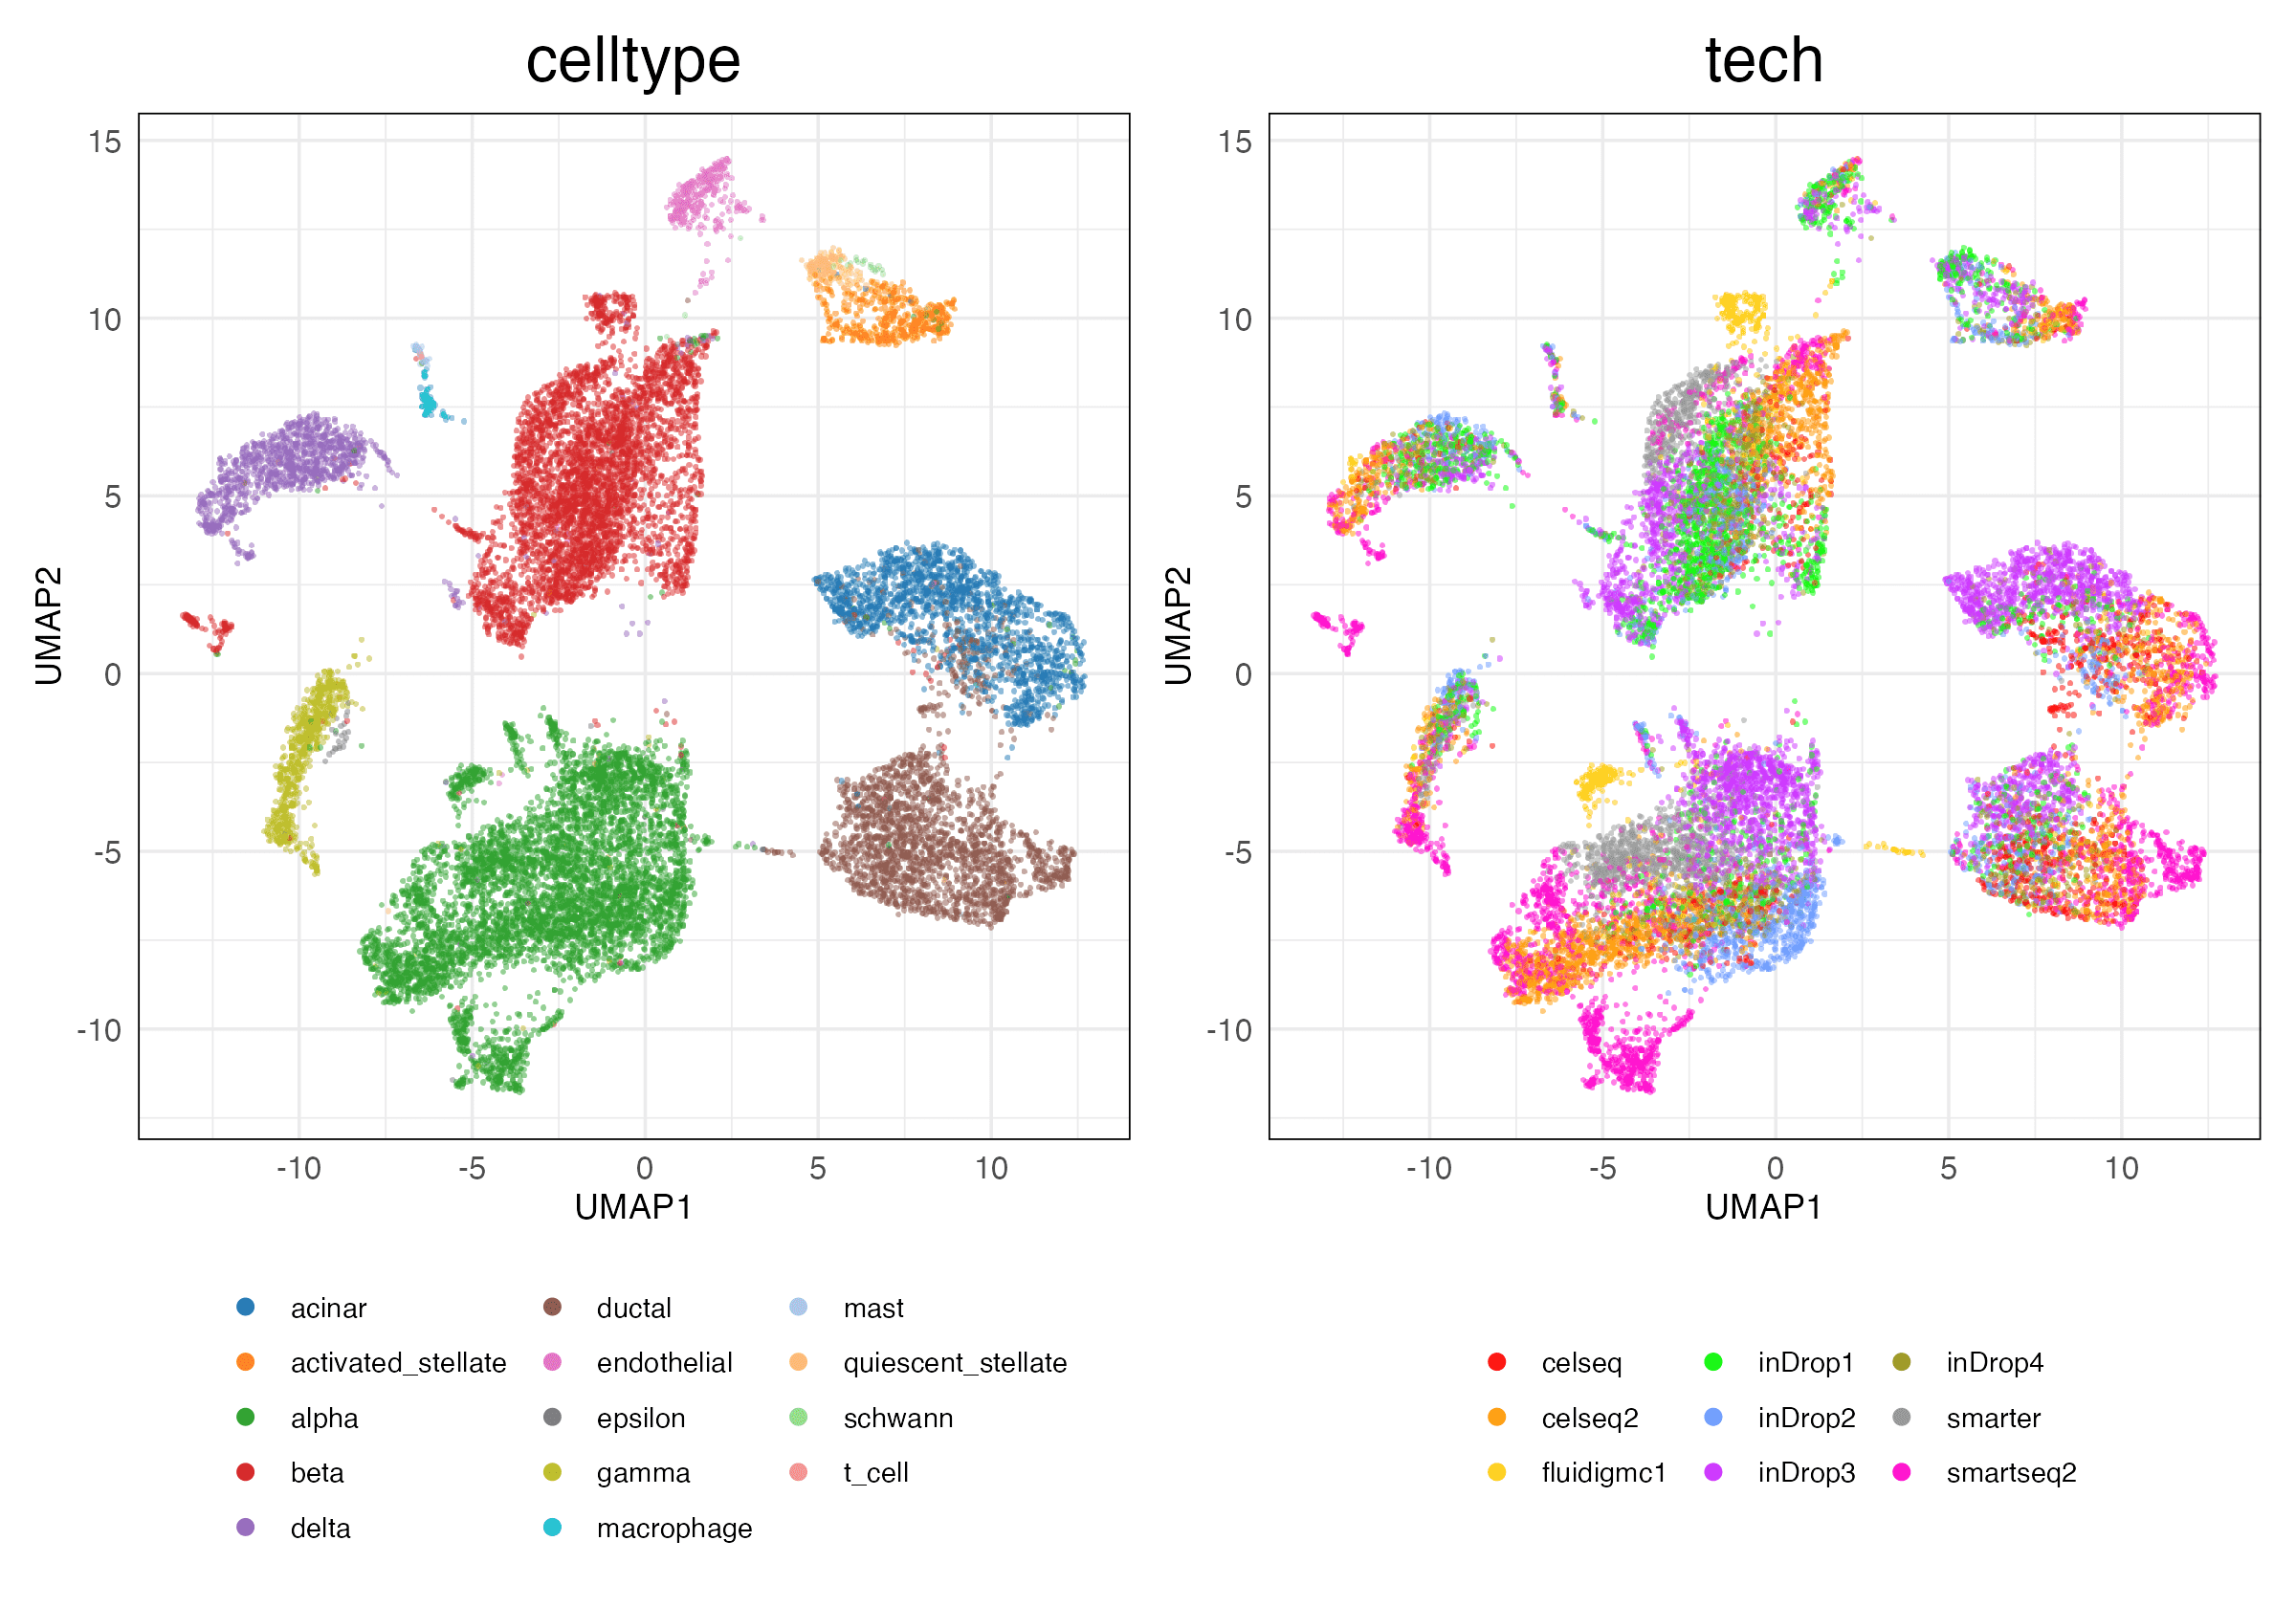 celltype
15
10
5
0
-5
-10
UMAP2
-10 -5 0 5 10
UMAP1
acinar ductal mast
activated_stellate endothelial quiescent_stellate
alpha epsilon schwann
beta gamma t_cell
delta macrophage
tech
15
10
5
0
-5
-10
UMAP2
-10 -5 0 5 10
UMAP1
celseq inDrop1 inDrop4
celseq2 inDrop2 smarter
fluidigmc1 inDrop3 smartseq2